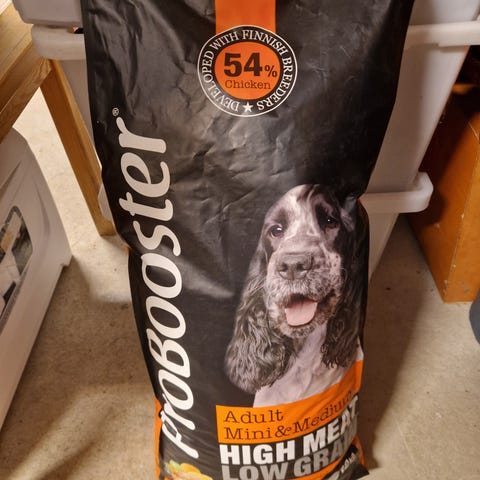 DEVELOPED WITH FINNISH BREEDERS
54%
Chicken
PROBOOSTER®
Adult
Mini & Medium
HIGH MEAT
LOW GRAIN